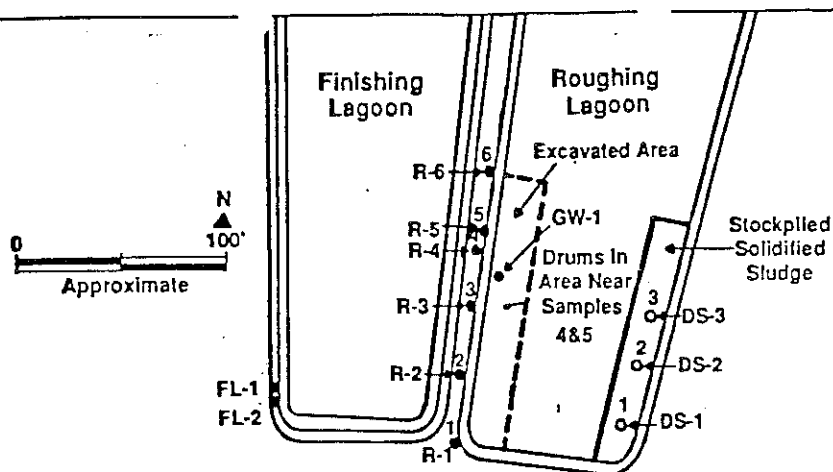 Finishing
Lagoon
Roughing
Lagoon
6
Excavated Area
R-6
N
5
GW-1
R-5
4
R-4
0
100'
Approximate
Drums In
Area Near
Samples
4&5
Stockpiled
Solidified
Sludge
3
R-3
3
DS-3
2
R-2
2
DS-2
FL-1
FL-2
1
R-1
1
DS-1